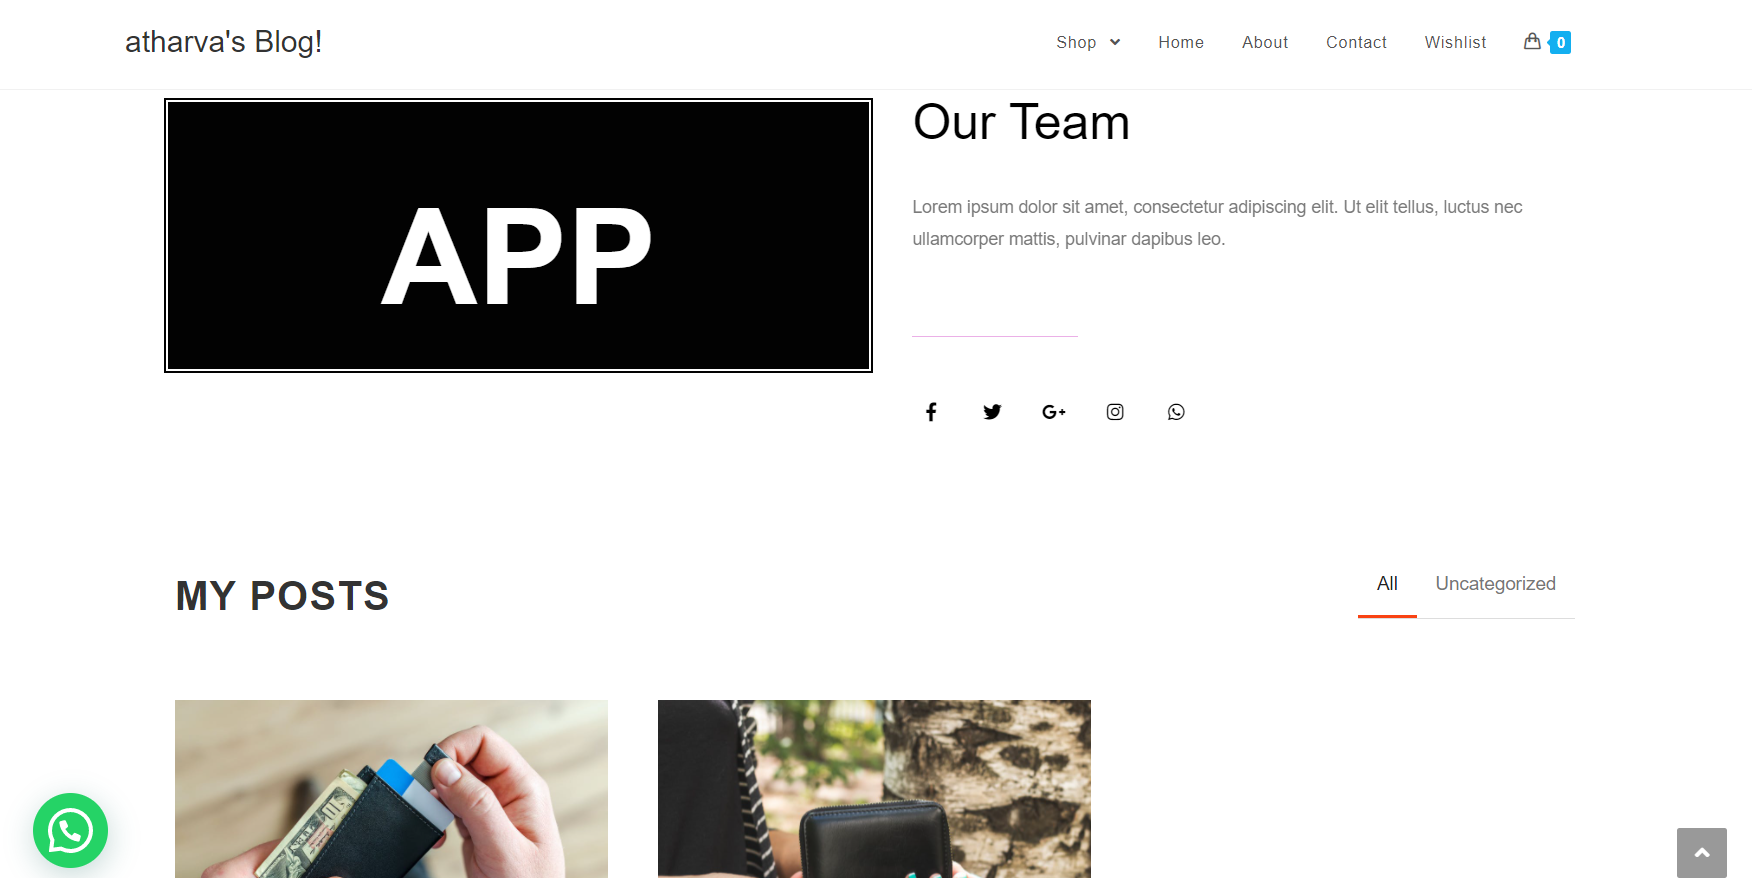 atharva's Blog!
Shop Home About Contact Wishlist 0
APP
Our Team
Lorem ipsum dolor sit amet, consectetur adipiscing elit. Ut elit tellus, luctus nec
ullamcorper mattis, pulvinar dapibus leo.
G+
MY POSTS
All Uncategorized